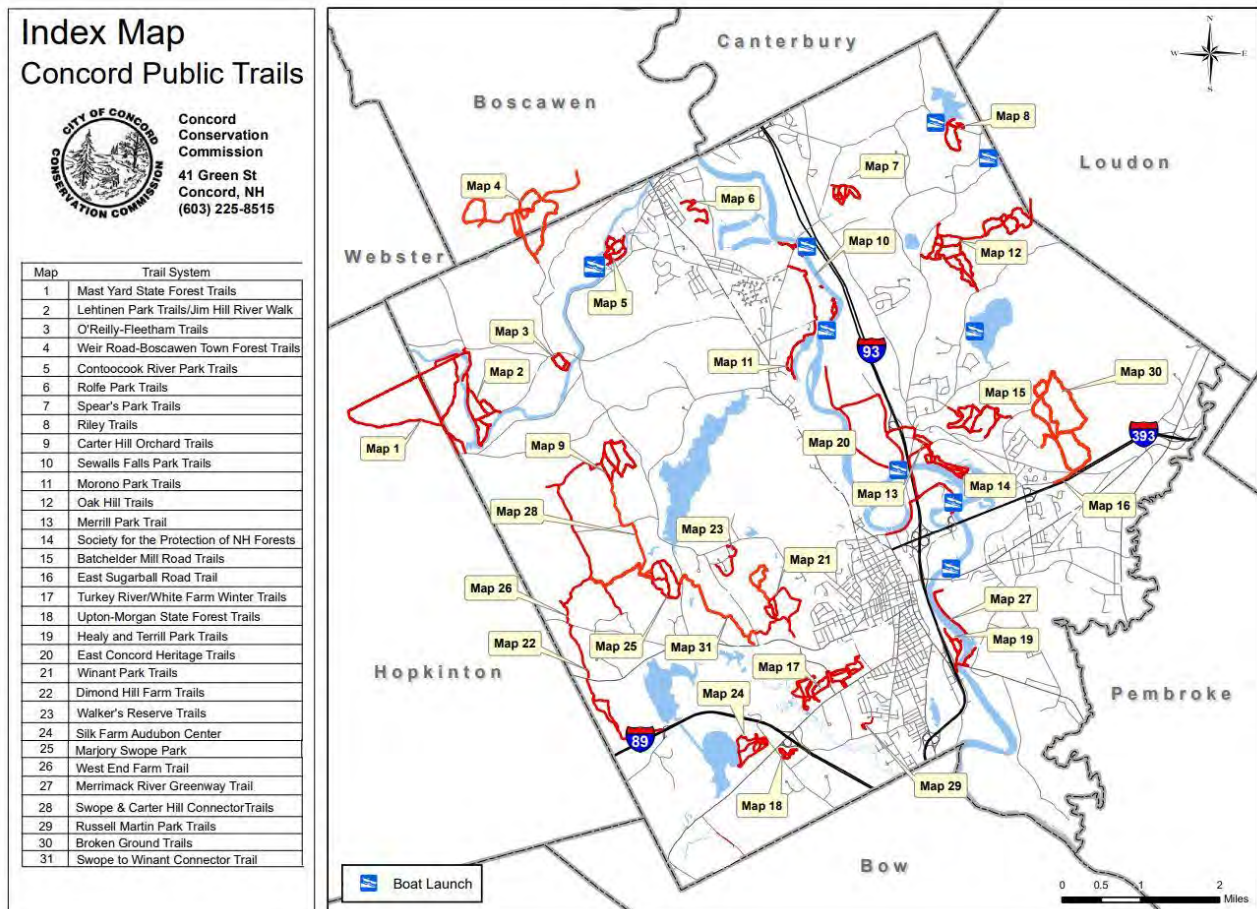 Index Map
Concord Public Trails
CITY OF CONCORD
CONSERVATION COMMISSION
Concord
Conservation
Commission
41 Green St
Concord, NH
(603) 225-8515
Map Trail System
1 Mast Yard State Forest Trails
2 Lehtinen Park Trails/Jim Hill River Walk
3 O'Reilly-Fleetham Trails
4 Weir Road-Boscawen Town Forest Trails
5 Contoocook River Park Trails
6 Rolfe Park Trails
7 Spear's Park Trails
8 Riley Trails
9 Carter Hill Orchard Trails
10 Sewalls Falls Park Trails
11 Morono Park Trails
12 Oak Hill Trails
13 Merrill Park Trail
14 Society for the Protection of NH Forests
15 Batchelder Mill Road Trails
16 East Sugarball Road Trail
17 Turkey River/White Farm Winter Trails
18 Upton-Morgan State Forest Trails
19 Healy and Terrill Park Trails
20 East Concord Heritage Trails
21 Winant Park Trails
22 Dimond Hill Farm Trails
23 Walker's Reserve Trails
24 Silk Farm Audubon Center
25 Marjory Swope Park
26 West End Farm Trail
27 Merrimack River Greenway Trail
28 Swope & Carter Hill ConnectorTrails
29 Russell Martin Park Trails
30 Broken Ground Trails
31 Swope to Winant Connector Trail
Canterbury
N
W E
S
Boscawen
Map 8
Loudon
Map 7
Map 4
Map 6
Map 10
Webster
Map 12
Map 5
Map 3
93
Map 11
Map 2
Map 30
Map 15
Map 1
Map 9
Map 20
393
Map 14
Map 13
Map 16
Map 28
Map 23
Map 21
Map 26
Map 27
Map 22
Map 25
Map 31
Map 19
Hopkinton
Map 17
Map 24
Pembroke
89
Map 29
Map 18
Bow
Boat Launch
0 0.5 1 2
Miles